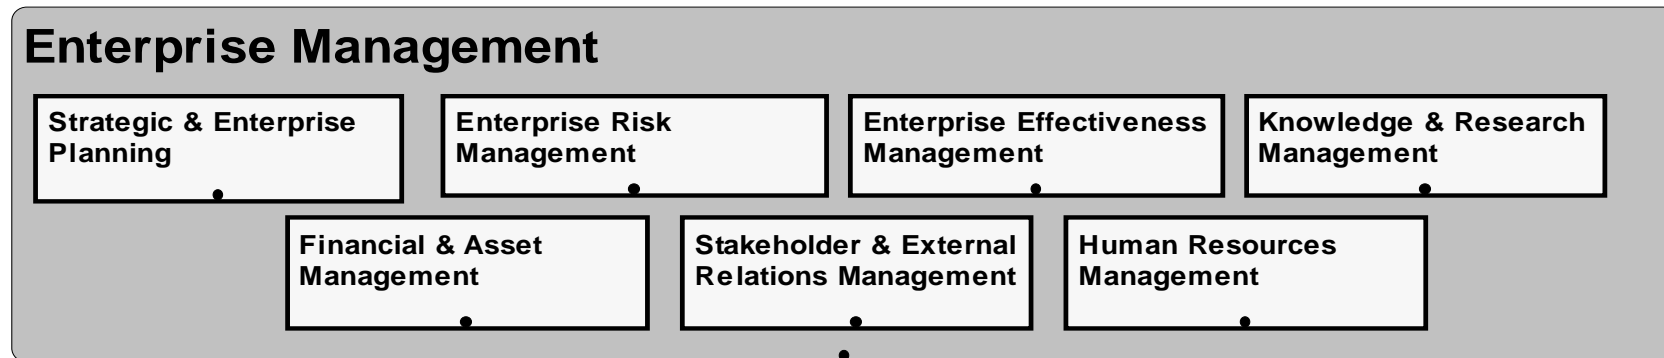 Enterprise Management
Strategic & Enterprise
Planning
Enterprise Risk
Management
Enterprise Effectiveness
Management
Knowledge & Research
Management
Financial & Asset
Management
Stakeholder & External
Relations Management
Human Resources
Management